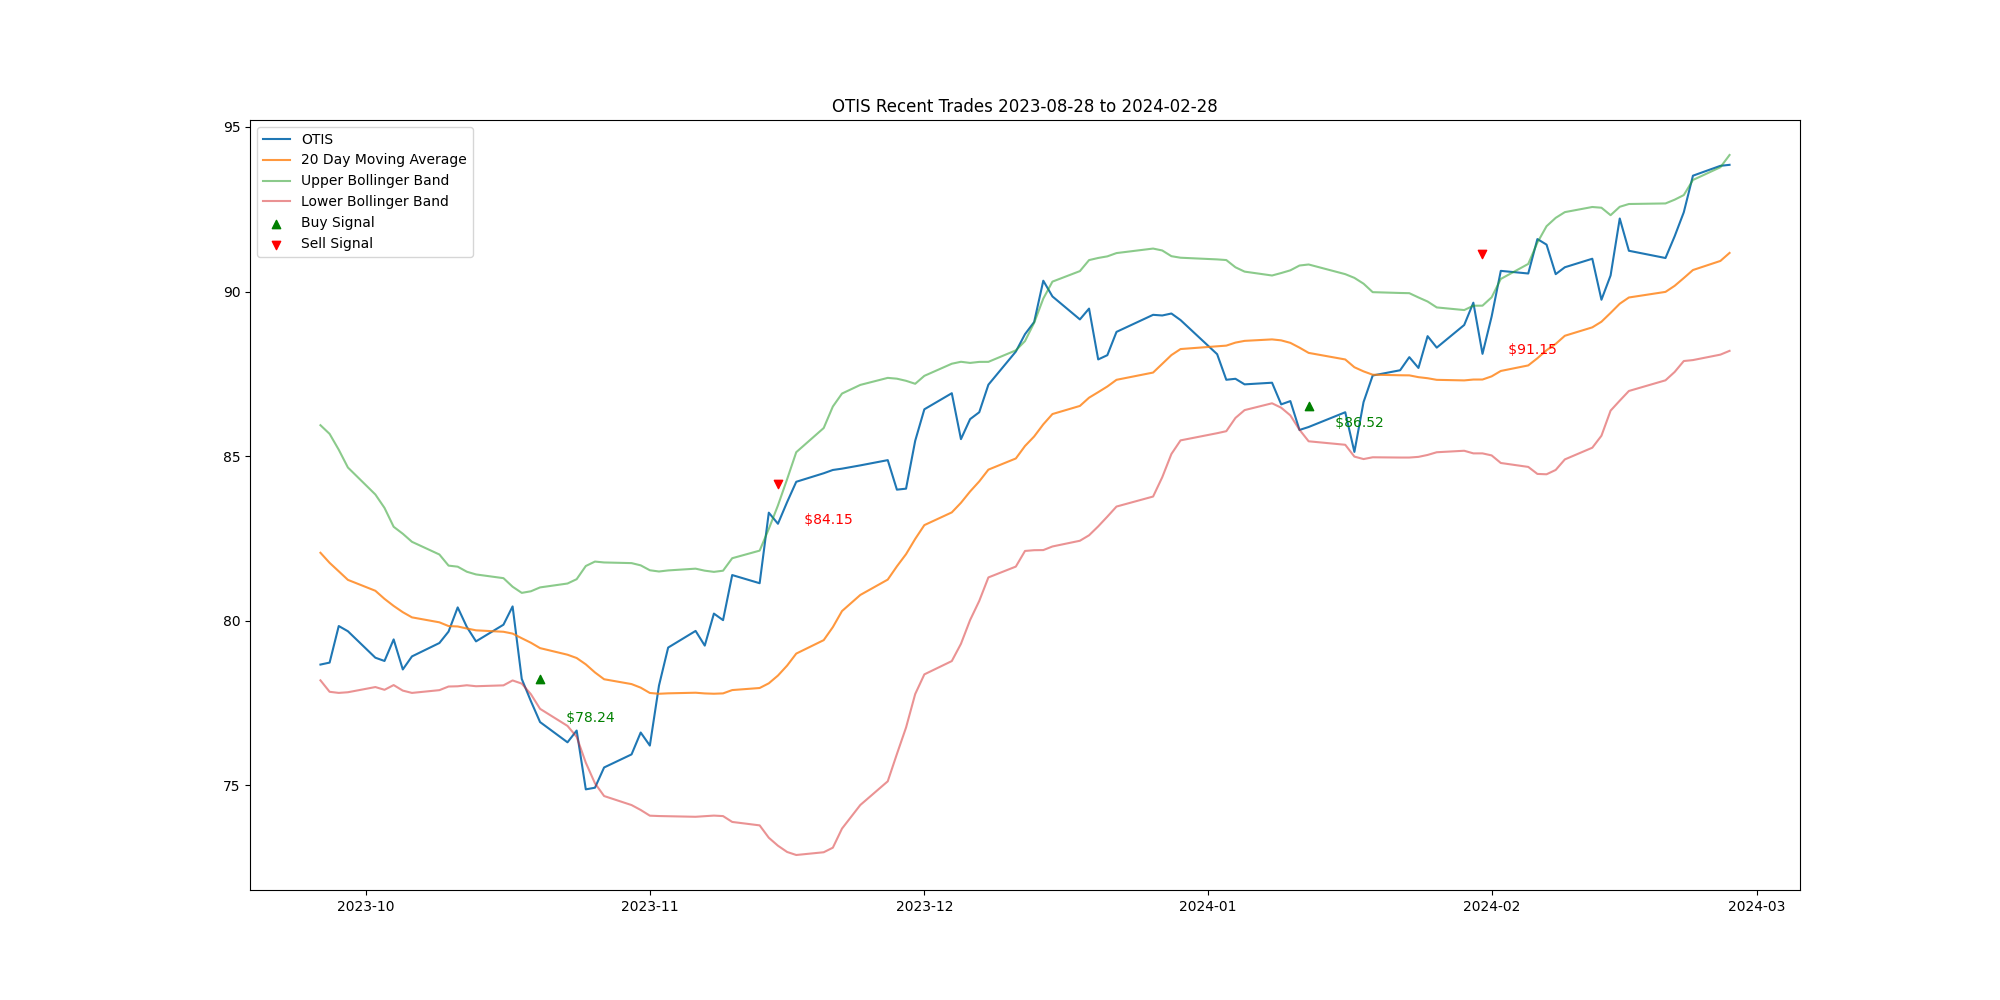 OTIS Recent Trades 2023-08-28 to 2024-02-28
95
90
85
80
75
OTIS
20 Day Moving Average
Upper Bollinger Band
Lower Bollinger Band
Buy Signal
Sell Signal
$91.15
$86.52
$84.15
$78.24
2023-10
2023-11
2023-12
2024-01
2024-02
2024-03